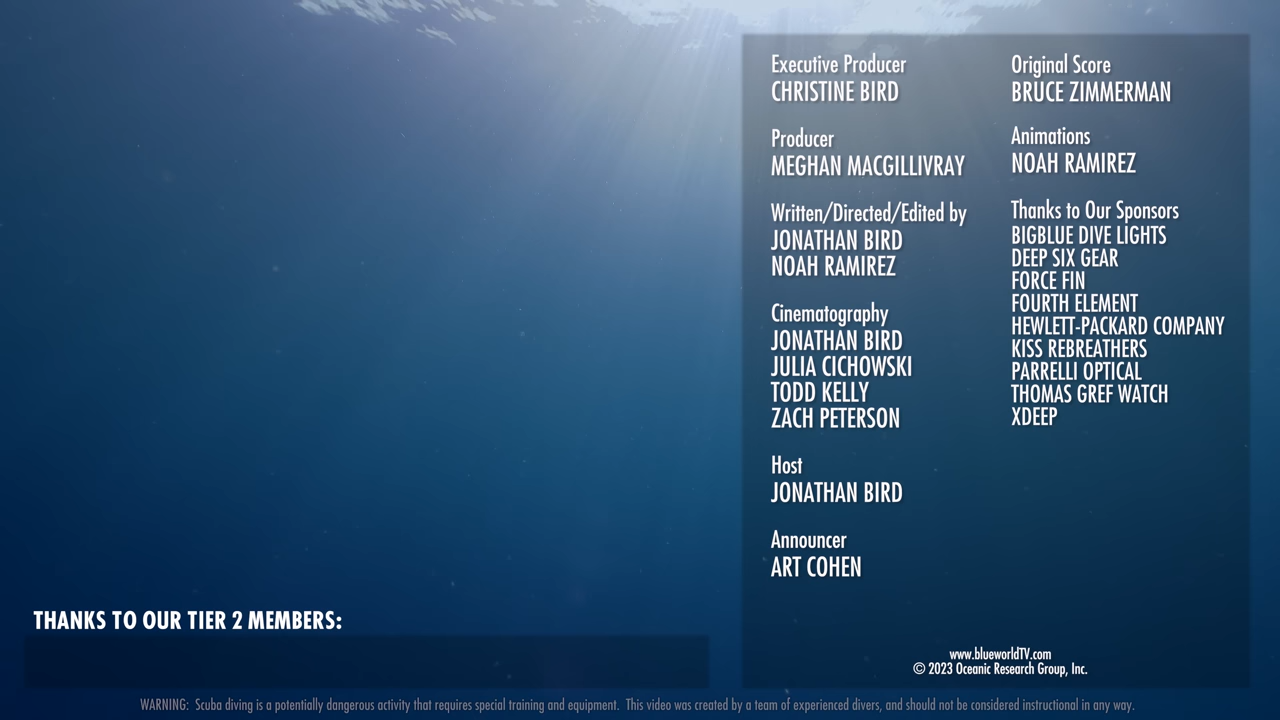 Executive Producer
CHRISTINE BIRD
Producer
MEGHAN MACGILLIVRAY
Written/Directed/Edited by
JONATHAN BIRD
NOAH RAMIREZ
Cinematography
JONATHAN BIRD
JULIA CICHOWSKI
TODD KELLY
ZACH PETERSON
Host
JONATHAN BIRD
Announcer
ART COHEN
Original Score
BRUCE ZIMMERMAN
Animations
NOAH RAMIREZ
Thanks to Our Sponsors
BIGBLUE DIVE LIGHTS
DEEP SIX GEAR
FORCE FIN
FOURTH ELEMENT
HEWLETT-PACKARD COMPANY
KISS REBREATHERS
PARRELLI OPTICAL
THOMAS GREF WATCH
XDEEP
www.blueworldTV.com
© 2023 Oceanic Research Group, Inc.
THANKS TO OUR TIER 2 MEMBERS:
WARNING: Scuba diving is a potentially dangerous activity that requires special training and equipment. This video was created by a team of experienced divers, and should not be considered instructional in any way.